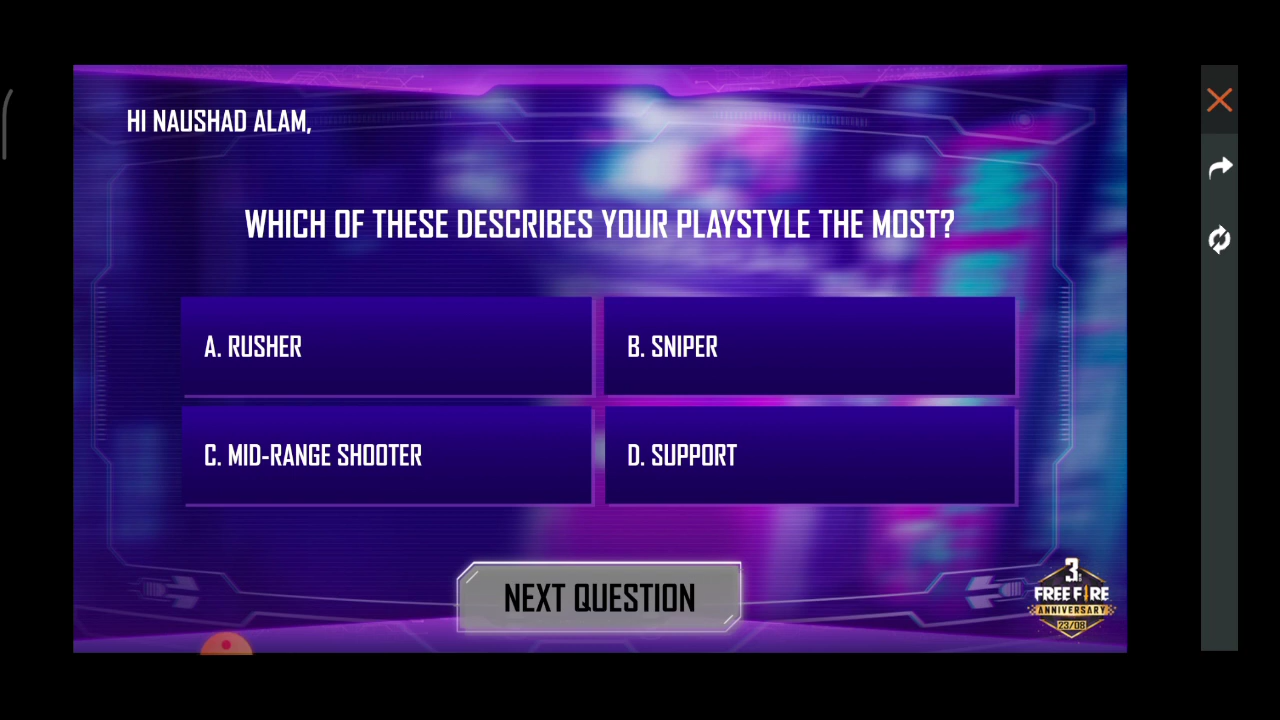 HI NAUSHAD ALAM,
WHICH OF THESE DESCRIBES YOUR PLAYSTYLE THE MOST?
A. RUSHER
B. SNIPER
C. MID-RANGE SHOOTER
D. SUPPORT
NEXT QUESTION
3
FREE FIRE
ANNIVERSARY
23/08